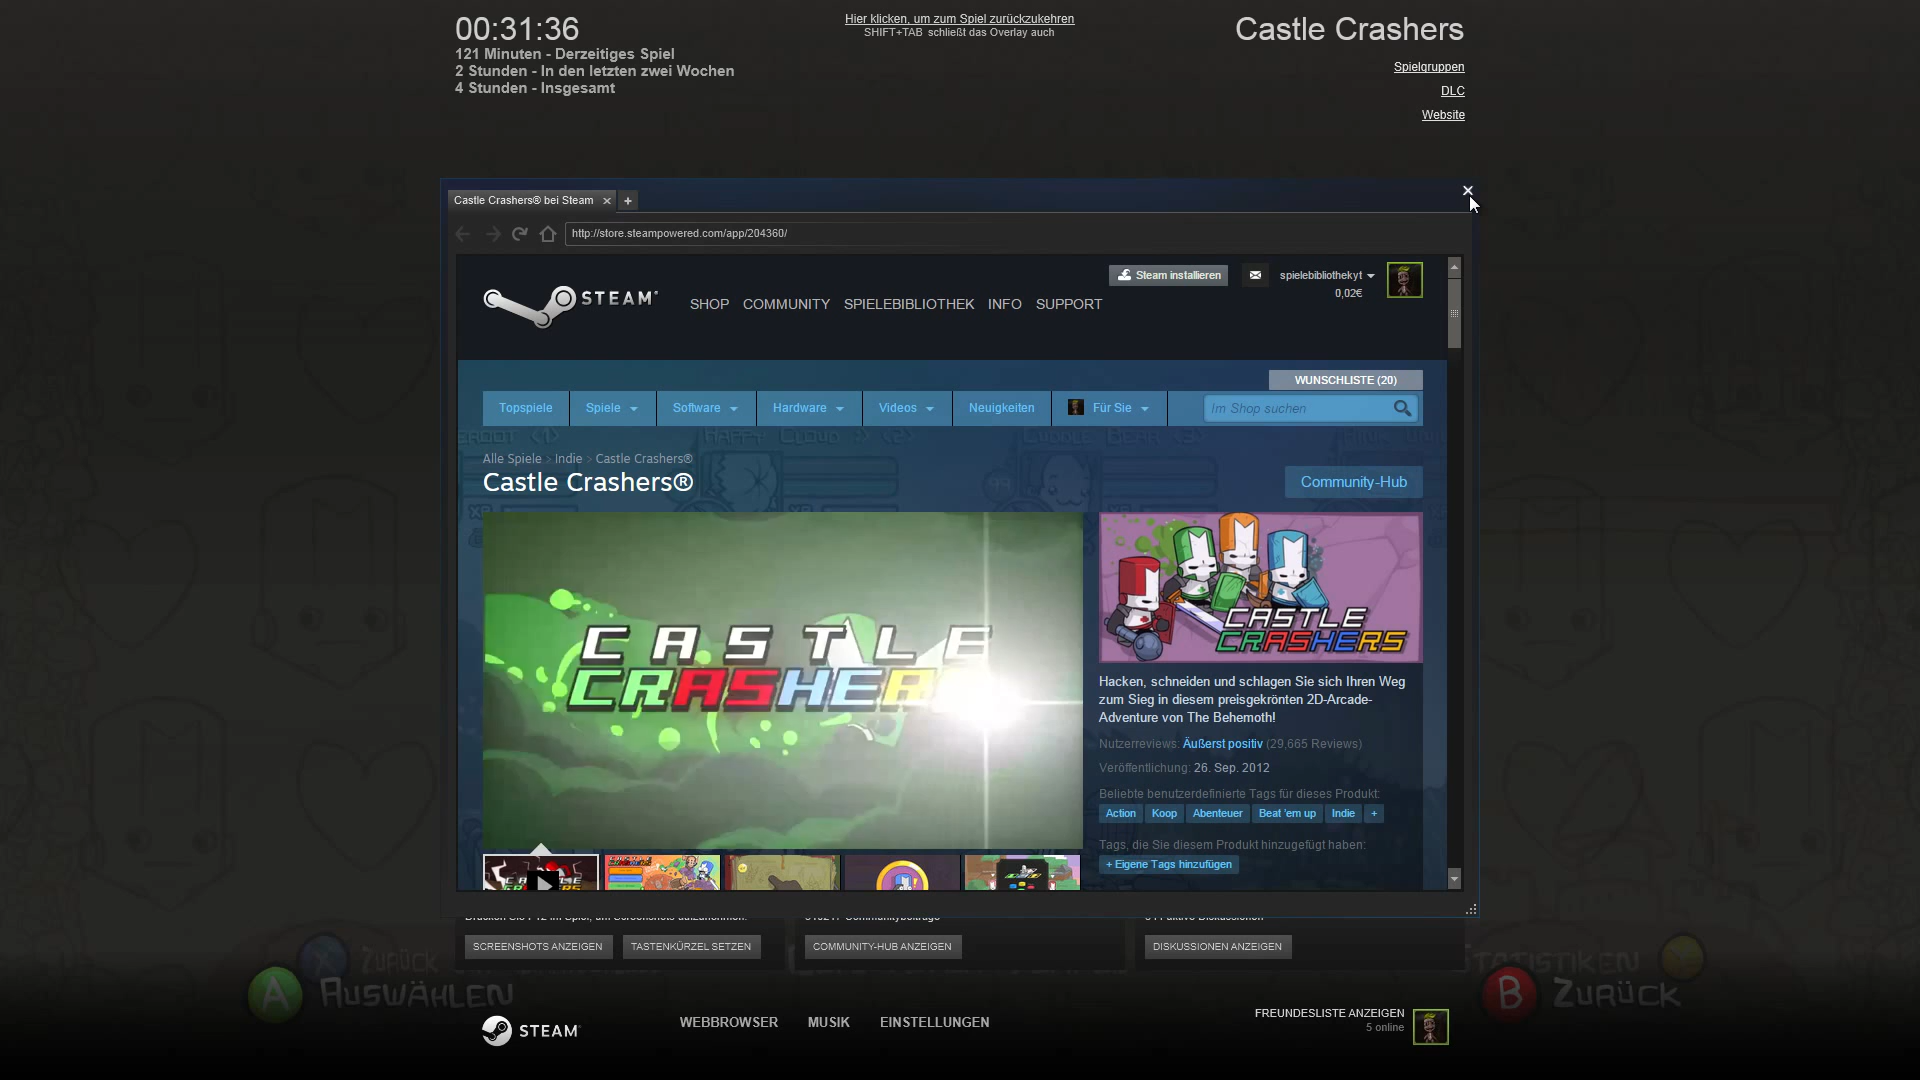 00:31:36
121 Minuten - Derzeitiges Spiel
2 Stunden - In den letzten zwei Wochen
4 Stunden - Insgesamt
Hier klicken, um zum Spiel zurückzukehren
SHIFT+TAB schließt das Overlay auch
Castle Crashers
Spielgruppen
DLC
Website
Castle Crashers® bei Steam
http://store.steampowered.com/app/204360/
Steam installieren
spielebibliothekyt
0,02€
STEAM
SHOP COMMUNITY SPIELEBIBLIOTHEK INFO SUPPORT
WUNSCHLISTE (20)
Topspiele Spiele Software Hardware Videos Neuigkeiten Für Sie
Im Shop suchen
Alle Spiele > Indie > Castle Crashers®
Castle Crashers®
Community-Hub
CASTLE
CRASHERS
CASTLE
CRASHERS
Hacken, schneiden und schlagen Sie sich Ihren Weg
zum Sieg in diesem preisgekrönten 2D-Arcade-
Adventure von The Behemoth!
Nutzerreviews: Äußerst positiv (29,665 Reviews)
Veröffentlichung: 26. Sep. 2012
Beliebte benutzerdefinierte Tags für dieses Produkt:
Action Koop Abenteuer Beat 'em up Indie +
Tags, die Sie diesem Produkt hinzugefügt haben:
+ Eigene Tags hinzufügen
SCREENSHOTS ANZEIGEN TASTENKÜRZEL SETZEN COMMUNITY-HUB ANZEIGEN DISKUSSIONEN ANZEIGEN
X Zurück
A Auswählen
Statistiken
B Zurück
STEAM
WEBBROWSER MUSIK EINSTELLUNGEN
FREUNDESLISTE ANZEIGEN
5 online